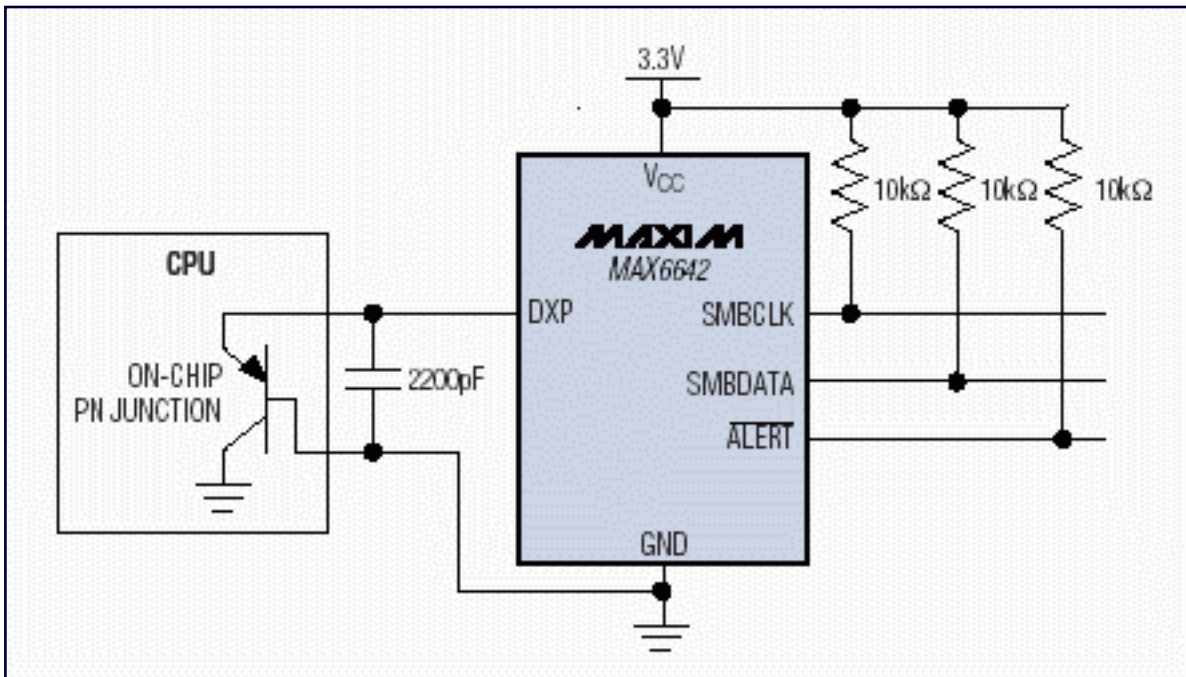 3.3V
VCC
10kΩ
10kΩ
10kΩ
MAXIM
MAX6642
CPU
DXP
SMBCLK
ON-CHIP
PN JUNCTION
2200pF
SMBDATA
ALERT
GND